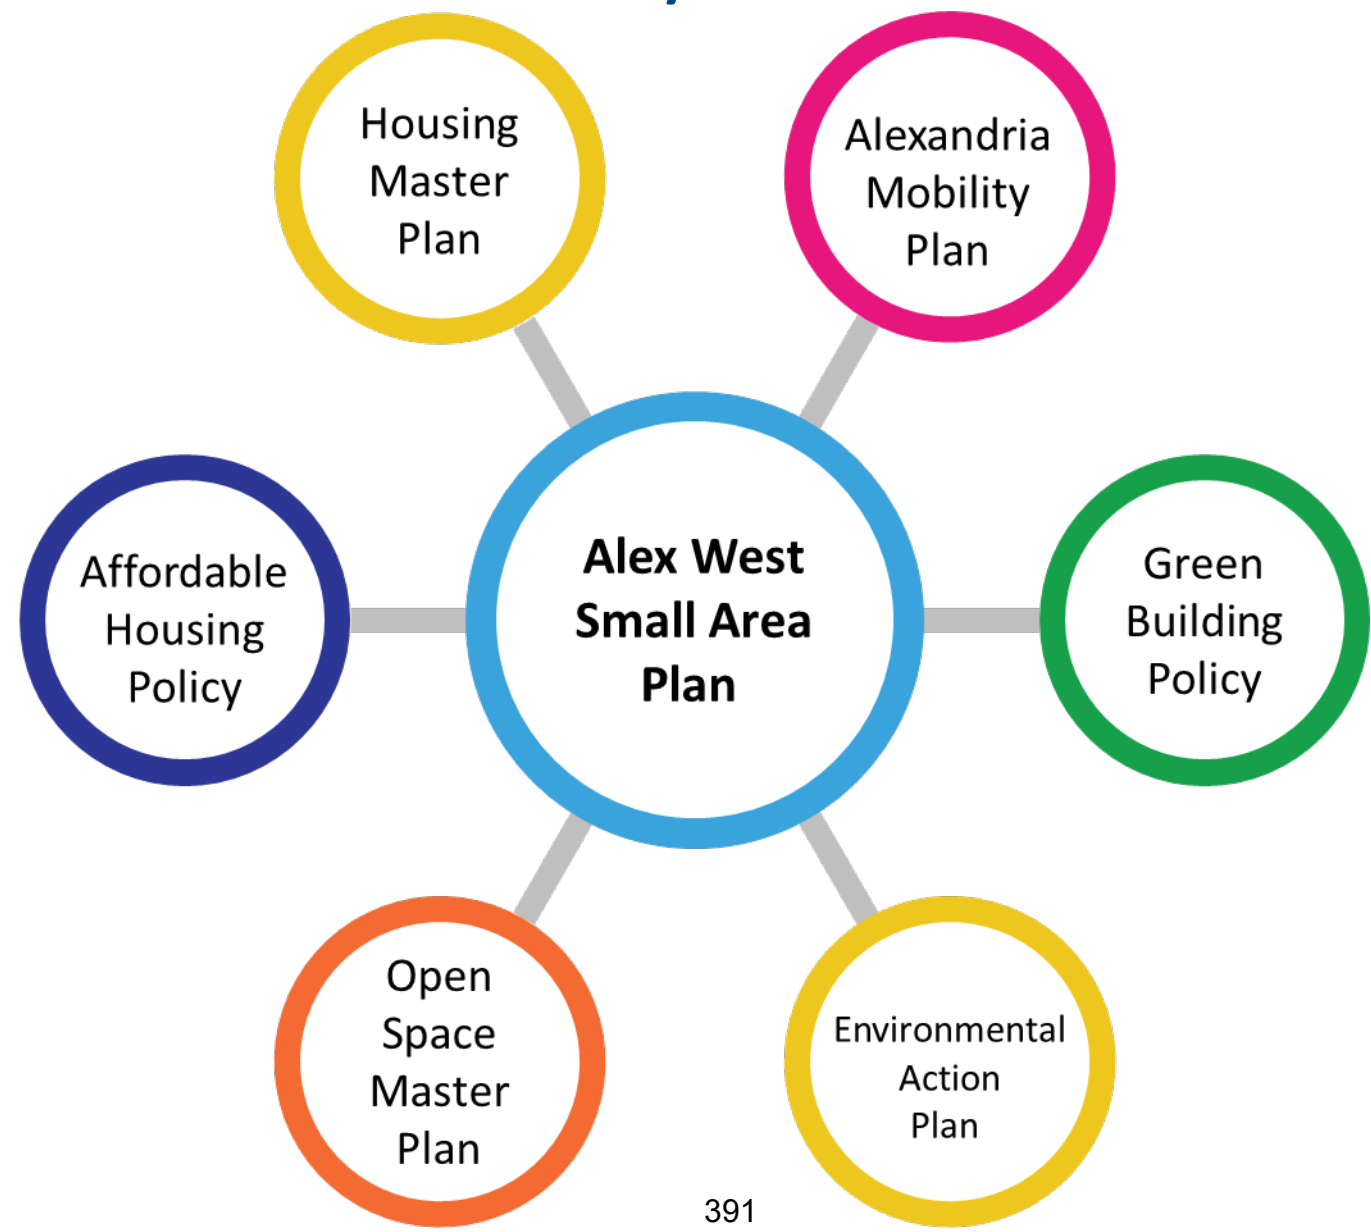 Housing
Master
Plan
Alexandria
Mobility
Plan
Affordable
Housing
Policy
Alex West
Small Area
Plan
Green
Building
Policy
Open
Space
Master
Plan
Environmental
Action
Plan
391